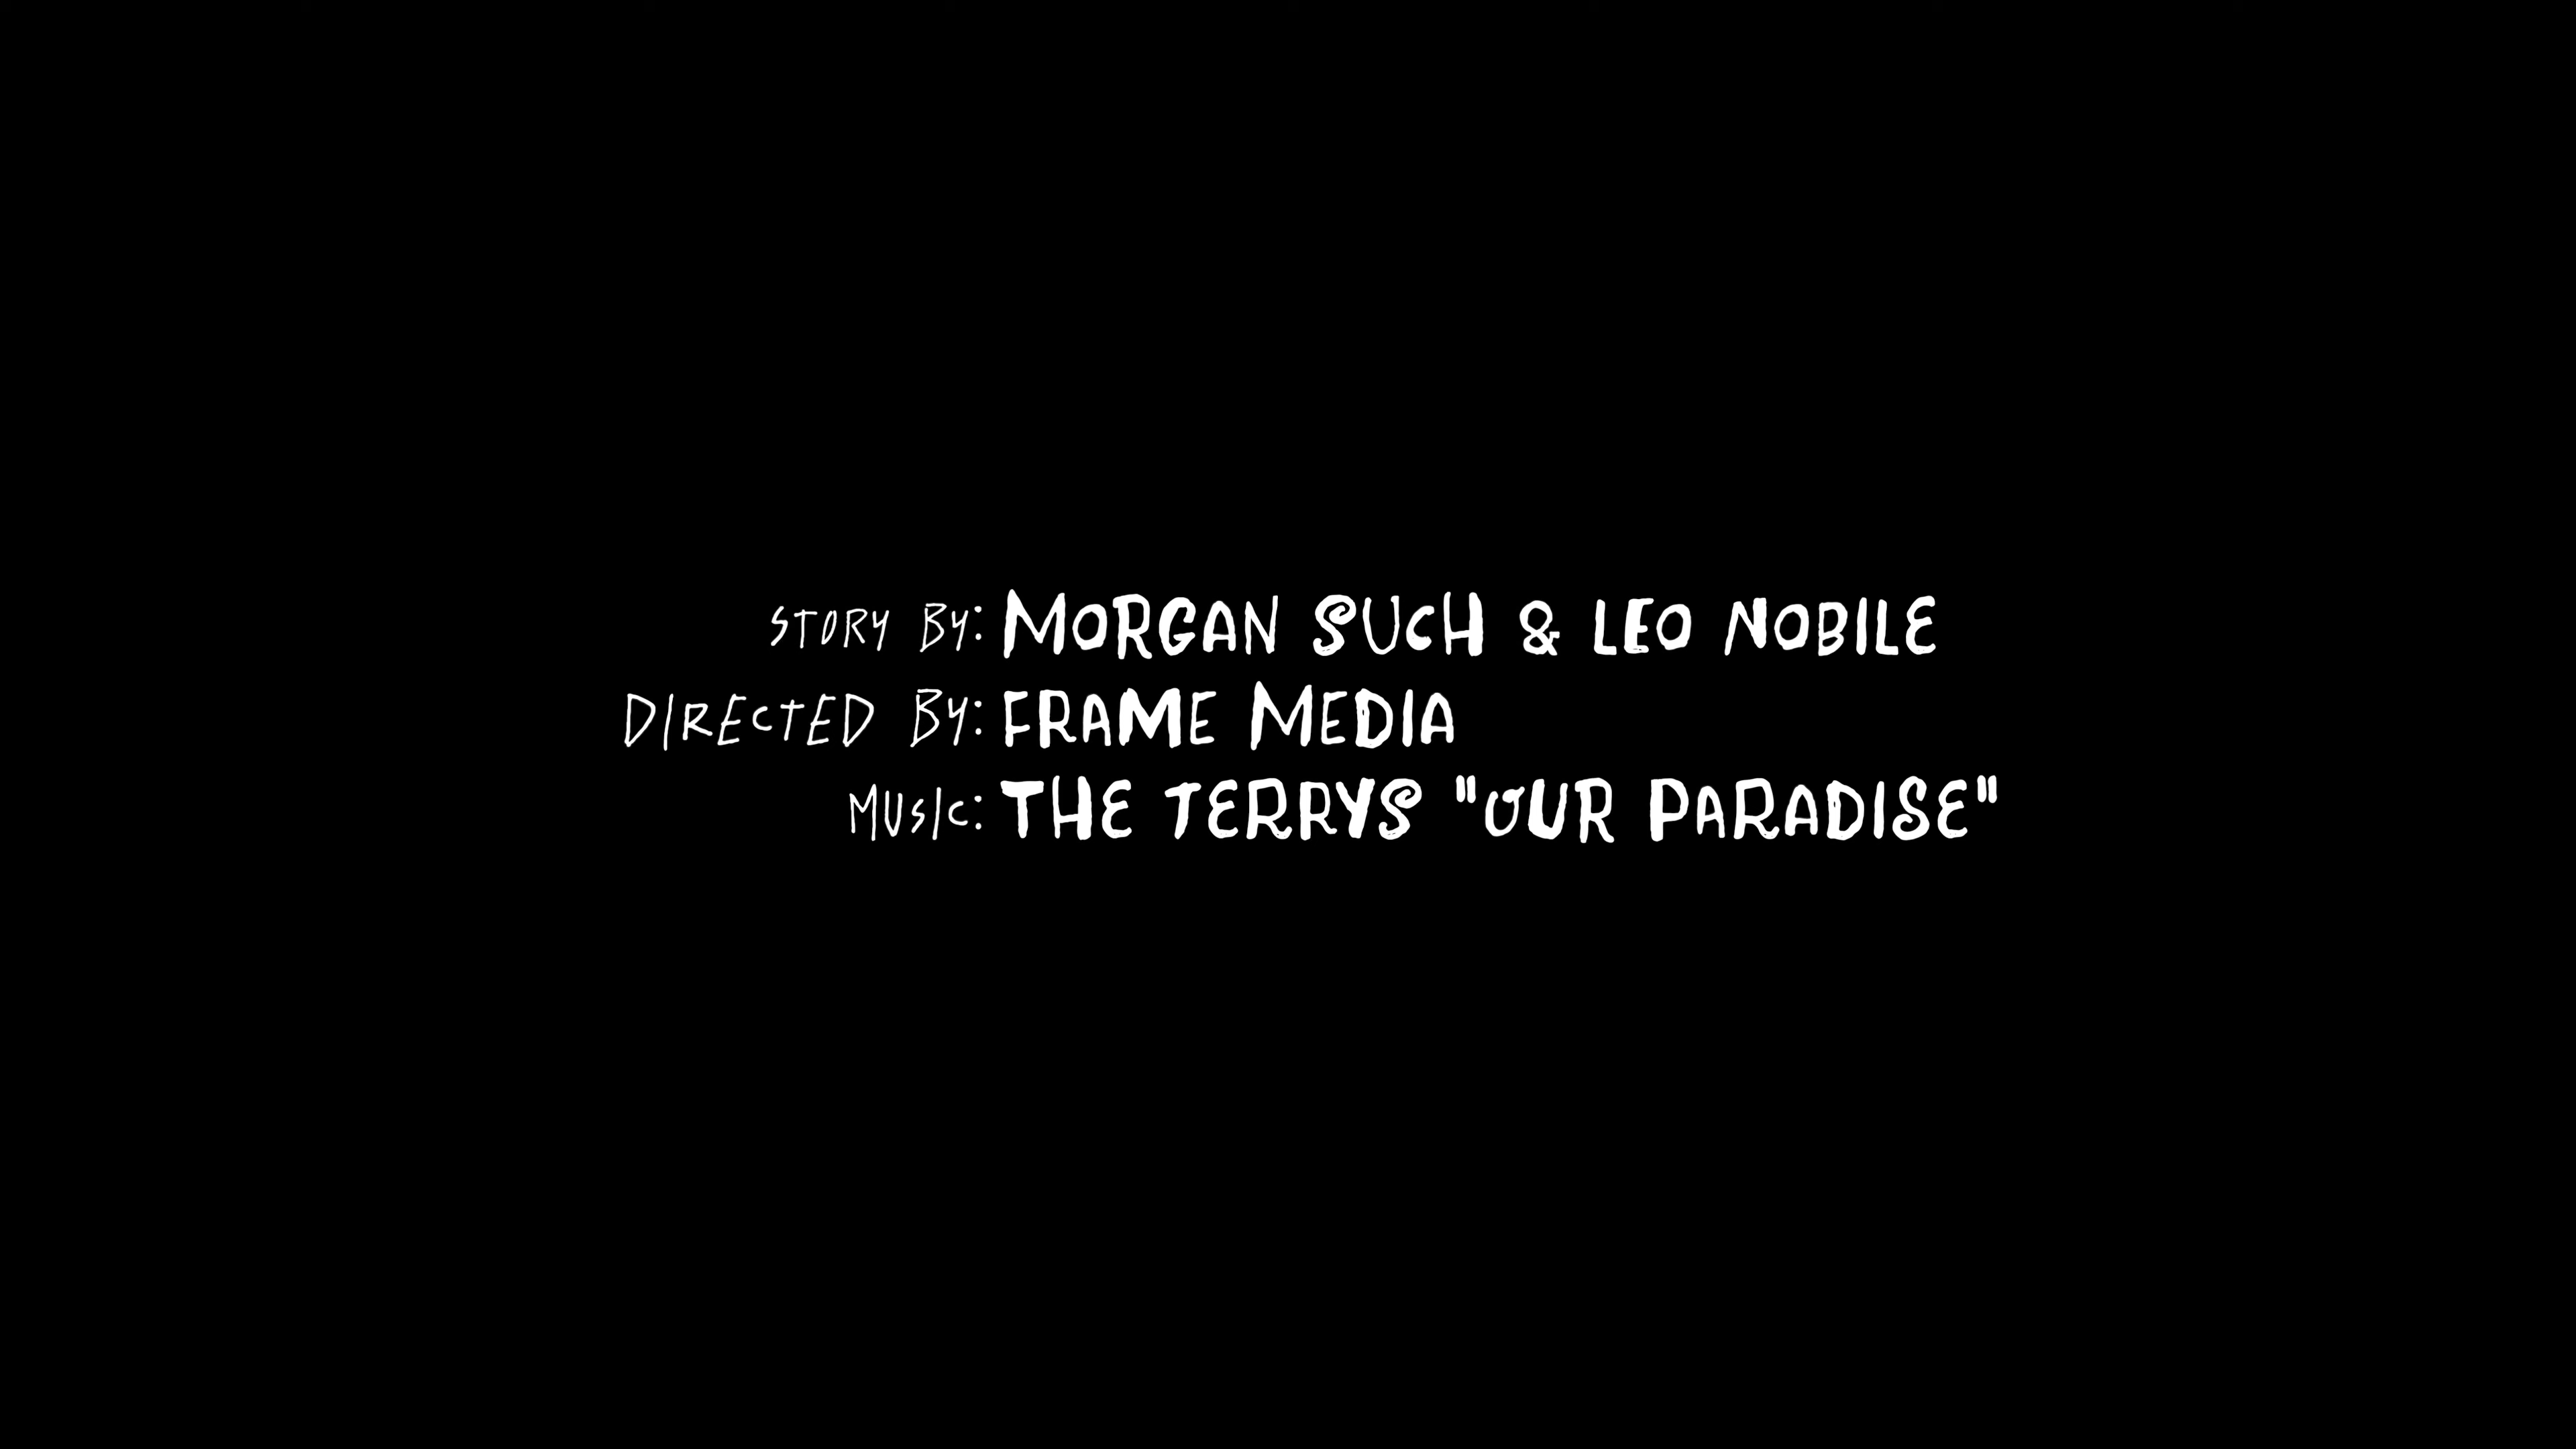 STORY BY: MORGAN SUCH & LEO NOBILE
DIRECTED BY: FRAME MEDIA
MUSIC: THE TERRYS "OUR PARADISE"